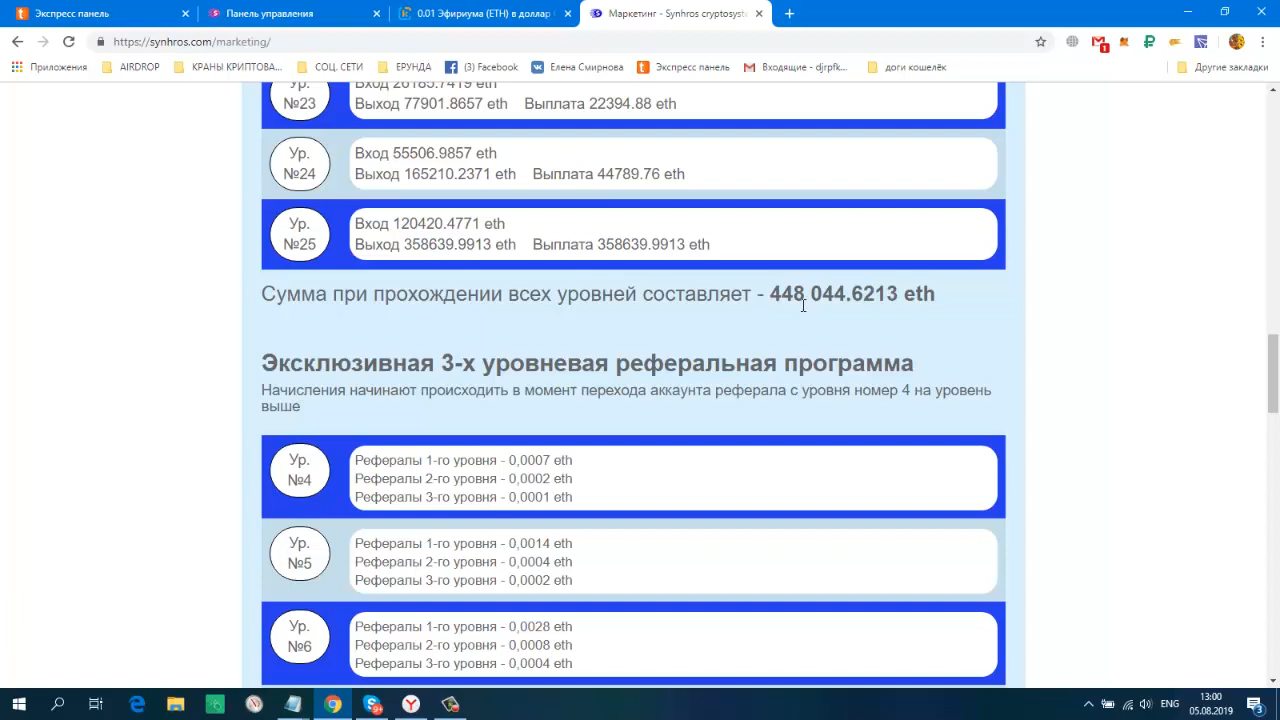 Экспресс панель
Панель управления
0.01 Эфириума (ETH) в доллар
Маркетинг - Synhros cryptosyste
https://synhros.com/marketing/
1
Приложения
AIRDROP
КРАНЫ КРИПТОВА...
СОЦ. СЕТИ
ЕРУНДА
(3) Facebook
Елена Смирнова
Экспресс панель
Входящие - djrpfk...
доги кошелёк
Другие закладки
Ур.
№23
Вход 26185.7419 eth
Выход 77901.8657 eth Выплата 22394.88 eth
Ур.
№24
Вход 55506.9857 eth
Выход 165210.2371 eth Выплата 44789.76 eth
Ур.
№25
Вход 120420.4771 eth
Выход 358639.9913 eth Выплата 358639.9913 eth
Сумма при прохождении всех уровней составляет - 448 044.6213 eth
Эксклюзивная 3-х уровневая реферальная программа
Начисления начинают происходить в момент перехода аккаунта реферала с уровня номер 4 на уровень
выше
Ур.
№4
Рефералы 1-го уровня - 0,0007 eth
Рефералы 2-го уровня - 0,0002 eth
Рефералы 3-го уровня - 0,0001 eth
Ур.
№5
Рефералы 1-го уровня - 0,0014 eth
Рефералы 2-го уровня - 0,0004 eth
Рефералы 3-го уровня - 0,0002 eth
Ур.
№6
Рефералы 1-го уровня - 0,0028 eth
Рефералы 2-го уровня - 0,0008 eth
Рефералы 3-го уровня - 0,0004 eth
ENG
13:00
05.08.2019
3